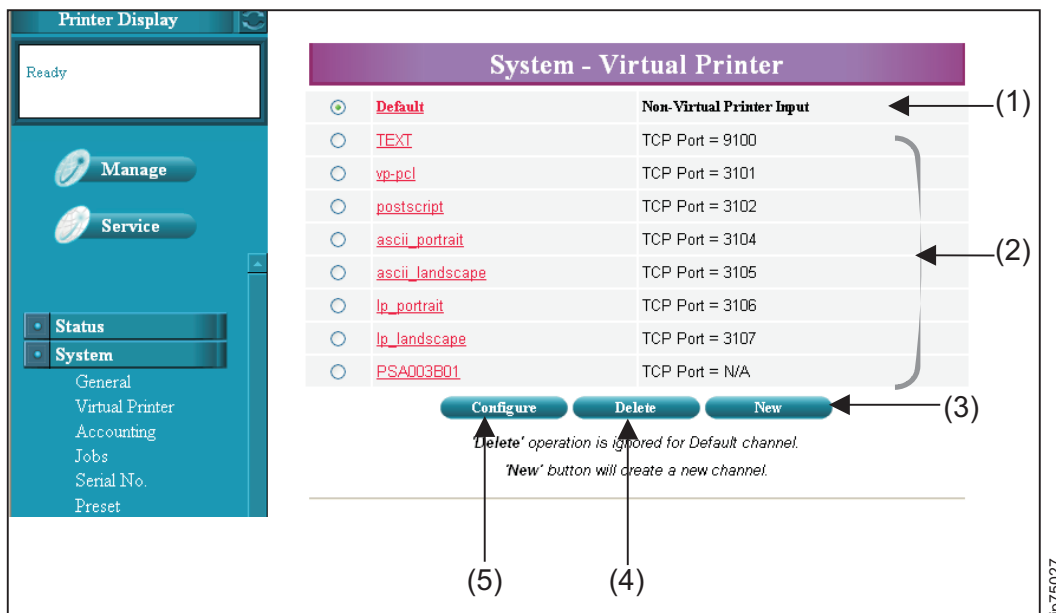 Printer Display
Ready
Manage
Service
Status
System
General
Virtual Printer
Accounting
Jobs
Serial No.
Preset
System - Virtual Printer
Default Non-Virtual Printer Input (1)
TEXT TCP Port = 9100
vp-pcl TCP Port = 3101
postscript TCP Port = 3102
ascii_portrait TCP Port = 3104
(2)
ascii_landscape TCP Port = 3105
lp_portrait TCP Port = 3106
lp_landscape TCP Port = 3107
PSA003B01 TCP Port = N/A
Configure Delete New (3)
'Delete' operation is ignored for Default channel.
'New' button will create a new channel.
(5) (4)